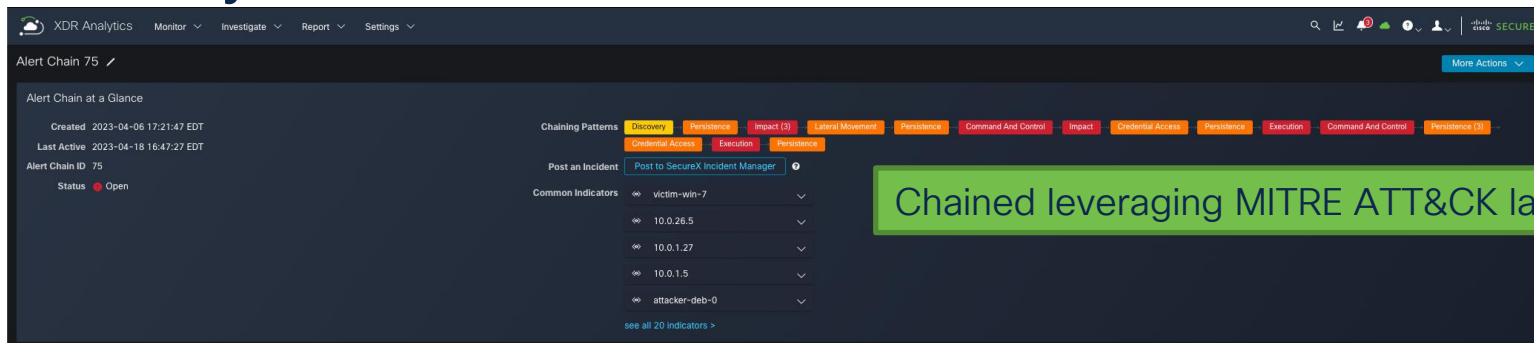 XDR Analytics Monitor Investigate Report Settings 3 ? cisco SECURE
Alert Chain 75 More Actions
Alert Chain at a Glance
Created 2023-04-06 17:21:47 EDT Chaining Patterns Discovery Persistence Impact (3) Lateral Movement Persistence Command And Control Impact Credential Access Persistence Execution Command And Control Persistence (3)
Last Active 2023-04-18 16:47:27 EDT Credential Access Execution Persistence
Alert Chain ID 75 Post an Incident Post to SecureX Incident Manager ?
Status Open Common Indicators victim-win-7
Chained leveraging MITRE ATT&CK la
10.0.26.5
10.0.1.27
10.0.1.5
attacker-deb-0
see all 20 indicators >